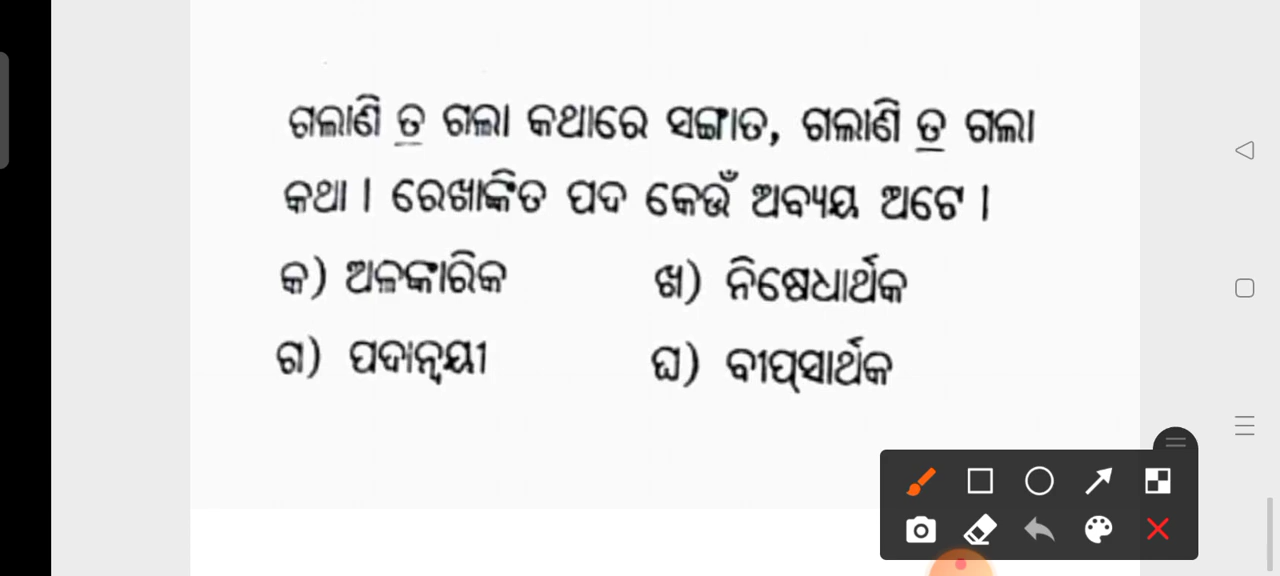 ଗଲାଣି ତ ଗଲା କଥାରେ ସଙ୍ଗାତ, ଗଲାଣି ତ ଗଲା
କଥା । ରେଖାଙ୍କିତ ପଦ କେଉଁ ଅବ୍ୟୟ ଅଟେ ।
କ) ଅଳଙ୍କାରିକ ଖ) ନିଷେଧାର୍ଥକ
ଗ) ପଦାନ୍ୱୟୀ ଘ) ବୀପ୍‌ସାର୍ଥକ